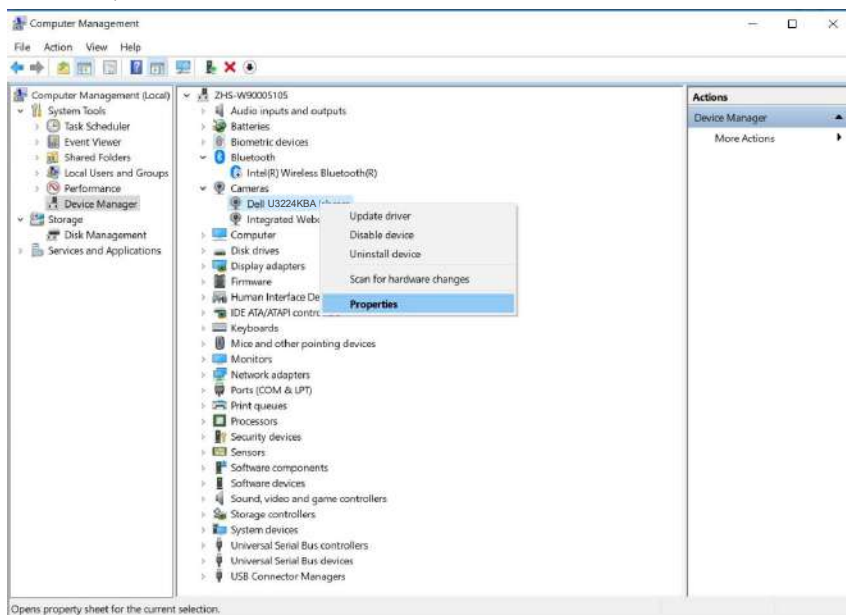 Computer Management
File Action View Help
Computer Management (Local)
System Tools
Task Scheduler
Event Viewer
Shared Folders
Local Users and Groups
Performance
Device Manager
Storage
Disk Management
Services and Applications
ZHS-W90005105
Audio inputs and outputs
Batteries
Biometric devices
Bluetooth
Intel(R) Wireless Bluetooth(R)
Cameras
Dell U3224KBA
Integrated Webc
Computer
Disk drives
Display adapters
Firmware
Human Interface De
IDE ATA/ATAPI contr
Keyboards
Mice and other pointing devices
Monitors
Network adapters
Ports (COM & LPT)
Print queues
Processors
Security devices
Sensors
Software components
Software devices
Sound, video and game controllers
Storage controllers
System devices
Universal Serial Bus controllers
Universal Serial Bus devices
USB Connector Managers
Update driver
Disable device
Uninstall device
Scan for hardware changes
Properties
Actions
Device Manager
More Actions
Opens property sheet for the current selection.